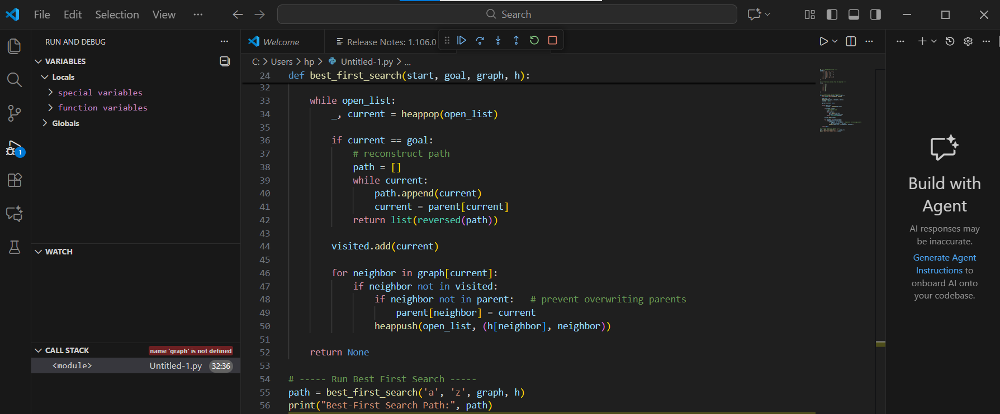 File Edit Selection View ···
Search
RUN AND DEBUG ···
VARIABLES
Locals
special variables
function variables
Globals
WATCH
CALL STACK name 'graph' is not defined
<module> Untitled-1.py 32:36
1
Welcome
Release Notes: 1.106.0
C: > Users > hp > Untitled-1.py > ...
24 def best_first_search(start, goal, graph, h):
32
33 while open_list:
34 _, current = heappop(open_list)
35
36 if current == goal:
37 # reconstruct path
38 path = []
39 while current:
40 path.append(current)
41 current = parent[current]
42 return list(reversed(path))
43
44 visited.add(current)
45
46 for neighbor in graph[current]:
47 if neighbor not in visited:
48 if neighbor not in parent: # prevent overwriting parents
49 parent[neighbor] = current
50 heappush(open_list, (h[neighbor], neighbor))
51
52 return None
53
54 # ----- Run Best First Search -----
55 path = best_first_search('a', 'z', graph, h)
56 print("Best-First Search Path:", path)
Build with
Agent
AI responses may
be inaccurate.
Generate Agent
Instructions to
onboard AI onto
your codebase.